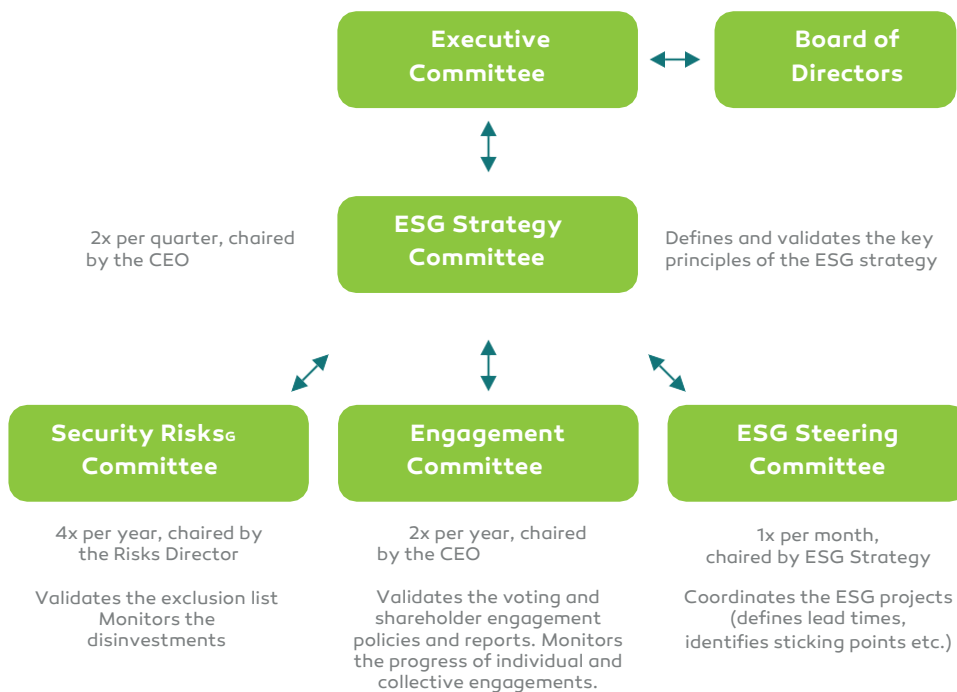 Executive
Committee
Board of
Directors
ESG Strategy
Committee
2x per quarter, chaired
by the CEO
Defines and validates the key
principles of the ESG strategy
Security RisksG
Committee
Engagement
Committee
ESG Steering
Committee
4x per year, chaired by
the Risks Director
Validates the exclusion list
Monitors the
disinvestments
2x per year, chaired
by the CEO
Validates the voting and
shareholder engagement
policies and reports. Monitors
the progress of individual and
collective engagements.
1x per month,
chaired by ESG Strategy
Coordinates the ESG projects
(defines lead times,
identifies sticking points etc.)